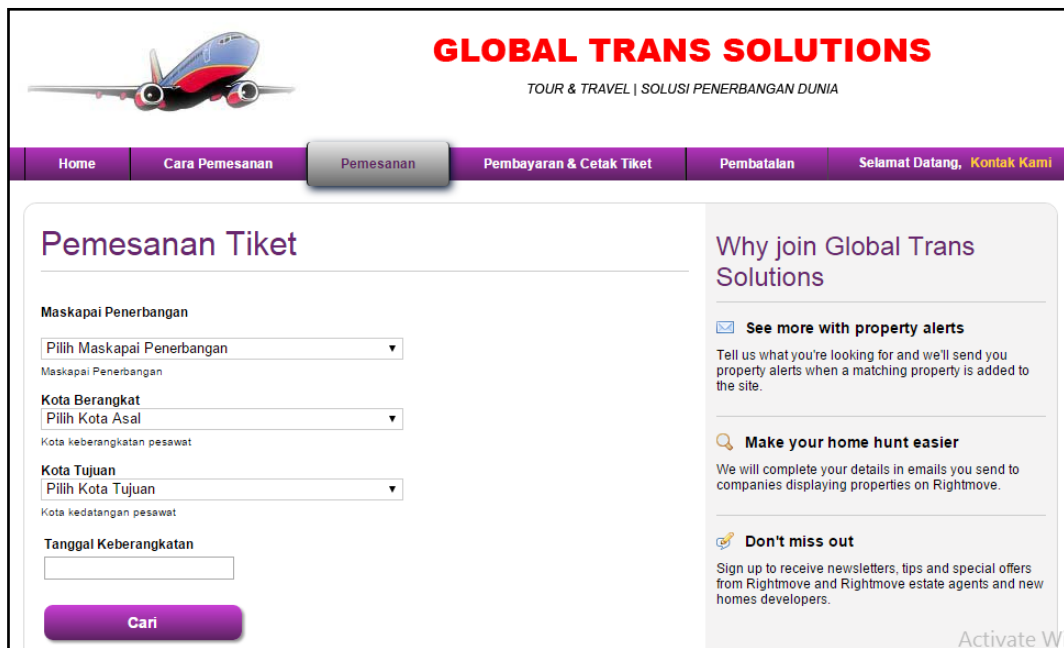 GLOBAL TRANS SOLUTIONS
TOUR & TRAVEL | SOLUSI PENERBANGAN DUNIA
Home Cara Pemesanan Pemesanan Pembayaran & Cetak Tiket Pembatalan Selamat Datang, Kontak Kami
Pemesanan Tiket
Maskapai Penerbangan
Pilih Maskapai Penerbangan
Maskapai Penerbangan
Kota Berangkat
Pilih Kota Asal
Kota keberangkatan pesawat
Kota Tujuan
Pilih Kota Tujuan
Kota kedatangan pesawat
Tanggal Keberangkatan
Cari
Why join Global Trans
Solutions
See more with property alerts
Tell us what you're looking for and we'll send you
property alerts when a matching property is added to
the site.
Make your home hunt easier
We will complete your details in emails you send to
companies displaying properties on Rightmove.
Don't miss out
Sign up to receive newsletters, tips and special offers
from Rightmove and Rightmove estate agents and new
homes developers.
Activate W